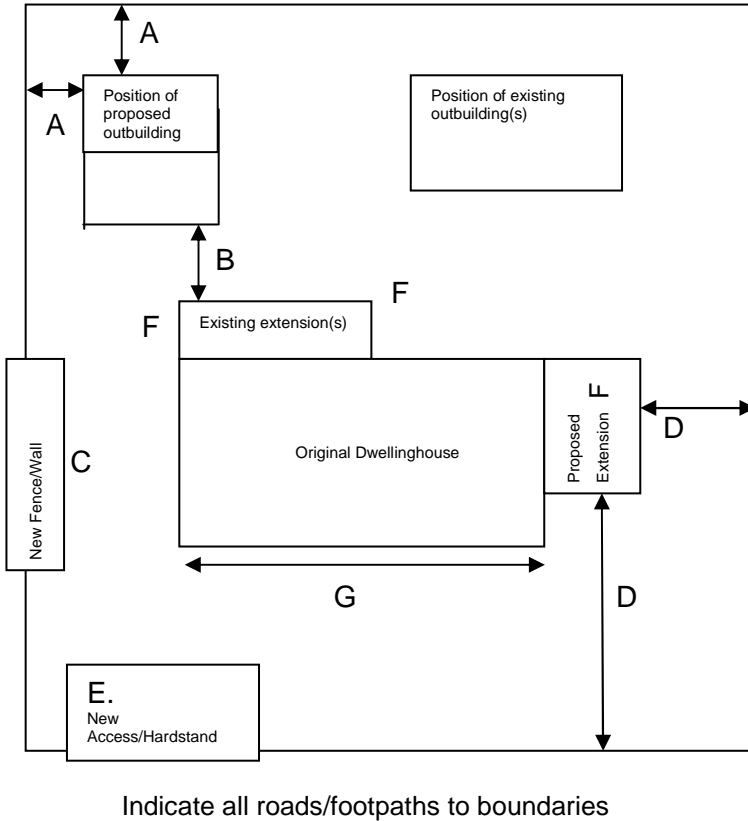 A
A
Position of
proposed
outbuilding
Position of existing
outbuilding(s)
B
F
F
Existing extension(s)
New Fence/Wall
C
Original Dwellinghouse
Proposed
Extension F
D
G
D
E.
New
Access/Hardstand
Indicate all roads/footpaths to boundaries